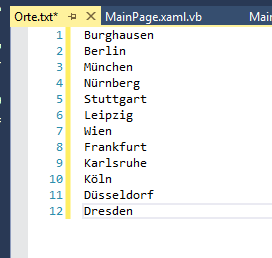 Orte.txt* MainPage.xaml.vb Mai
1 Burghausen
2 Berlin
3 München
4 Nürnberg
5 Stuttgart
6 Leipzig
7 Wien
8 Frankfurt
9 Karlsruhe
10 Köln
11 Düsseldorf
12 Dresden